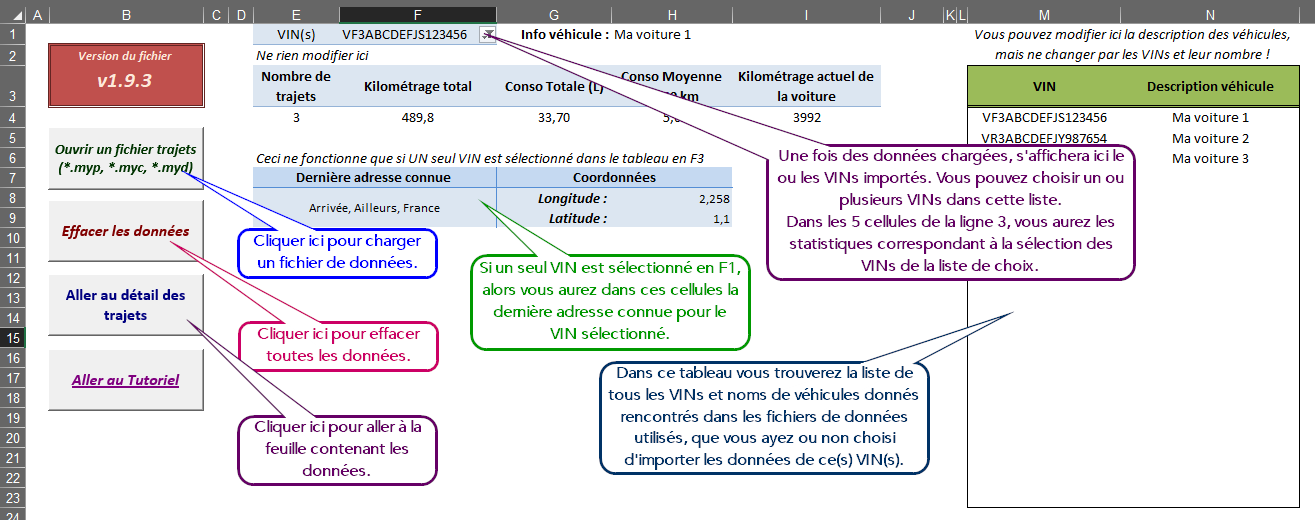 A B C D E F G H I J K L M N
1 VIN(s) VF3ABCDEFJS123456 Info véhicule : Ma voiture 1
Vous pouvez modifier ici la description des véhicules,
mais ne changer par les VINs et leur nombre !
2 Version du fichier
v1.9.3
Ne rien modifier ici
3 Nombre de trajets
Kilométrage total
Conso Totale (L)
Conso Moyenne
km
Kilométrage actuel de
la voiture
VIN
Description véhicule
4 3 489,8 33,70 3992
VF3ABCDEFJS123456 Ma voiture 1
5 VR3ABCDEFJY987654 Ma voiture 2
6 Ceci ne fonctionne que si UN seul VIN est sélectionné dans le tableau en F3
Ma voiture 3
Ouvrir un fichier trajets
(*.myp, *.myc, *.myd)
7 Dernière adresse connue Coordonnées
8 Longitude : 2,258
Arrivée, Ailleurs, France
9 Latitude : 1,1
10
Effacer les données
11
12
13
Aller au détail des
trajets
14
15
16
17
Aller au Tutoriel
18
19
20
21
22
23
24
Cliquer ici pour charger
un fichier de données.
Cliquer ici pour effacer
toutes les données.
Cliquer ici pour aller à la
feuille contenant les
données.
Si un seul VIN est sélectionné en F1,
alors vous aurez dans ces cellules la
dernière adresse connue pour le
VIN sélectionné.
Une fois des données chargées, s'affichera ici le
ou les VINs importés. Vous pouvez choisir un ou
plusieurs VINs dans cette liste.
Dans les 5 cellules de la ligne 3, vous aurez les
statistiques correspondant à la sélection des
VINs de la liste de choix.
Dans ce tableau vous trouverez la liste de
tous les VINs et noms de véhicules donnés
rencontrés dans les fichiers de données
utilisés, que vous ayez ou non choisi
d'importer les données de ce(s) VIN(s).